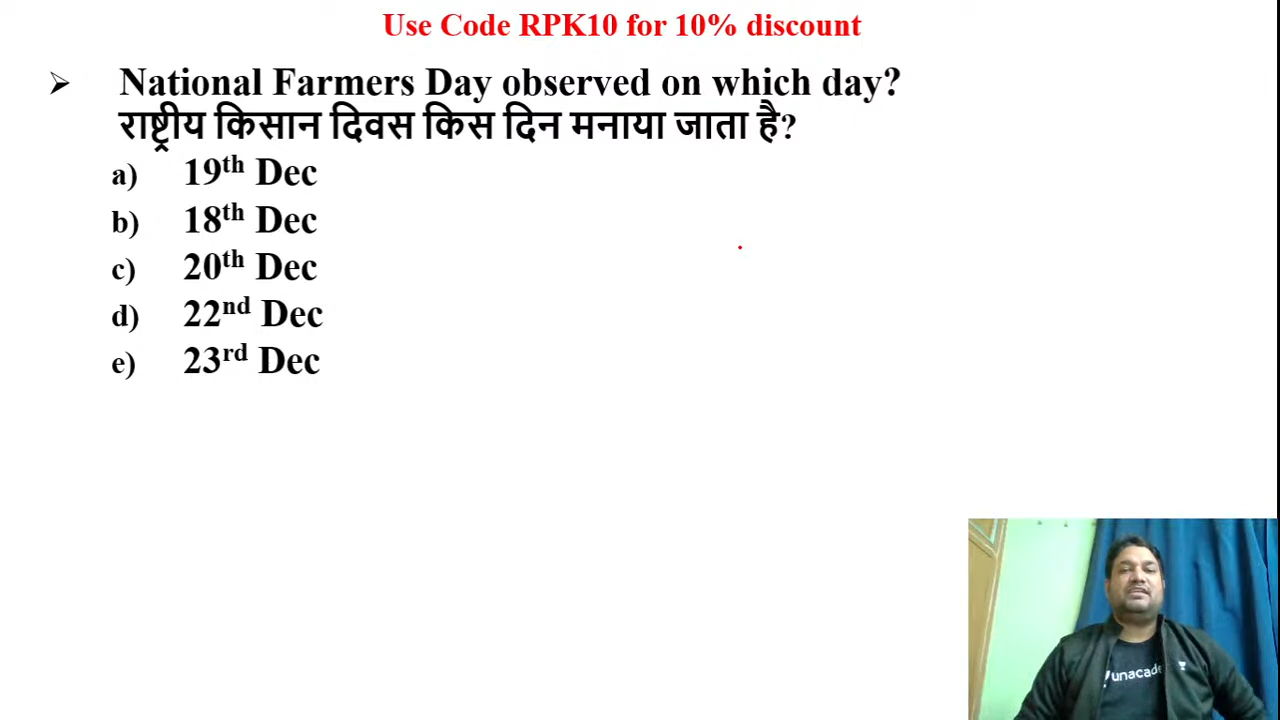 Use Code RPK10 for 10% discount
➢ National Farmers Day observed on which day?
राष्ट्रीय किसान दिवस किस दिन मनाया जाता है?
a) 19th Dec
b) 18th Dec
c) 20th Dec
d) 22nd Dec
e) 23rd Dec
unacade